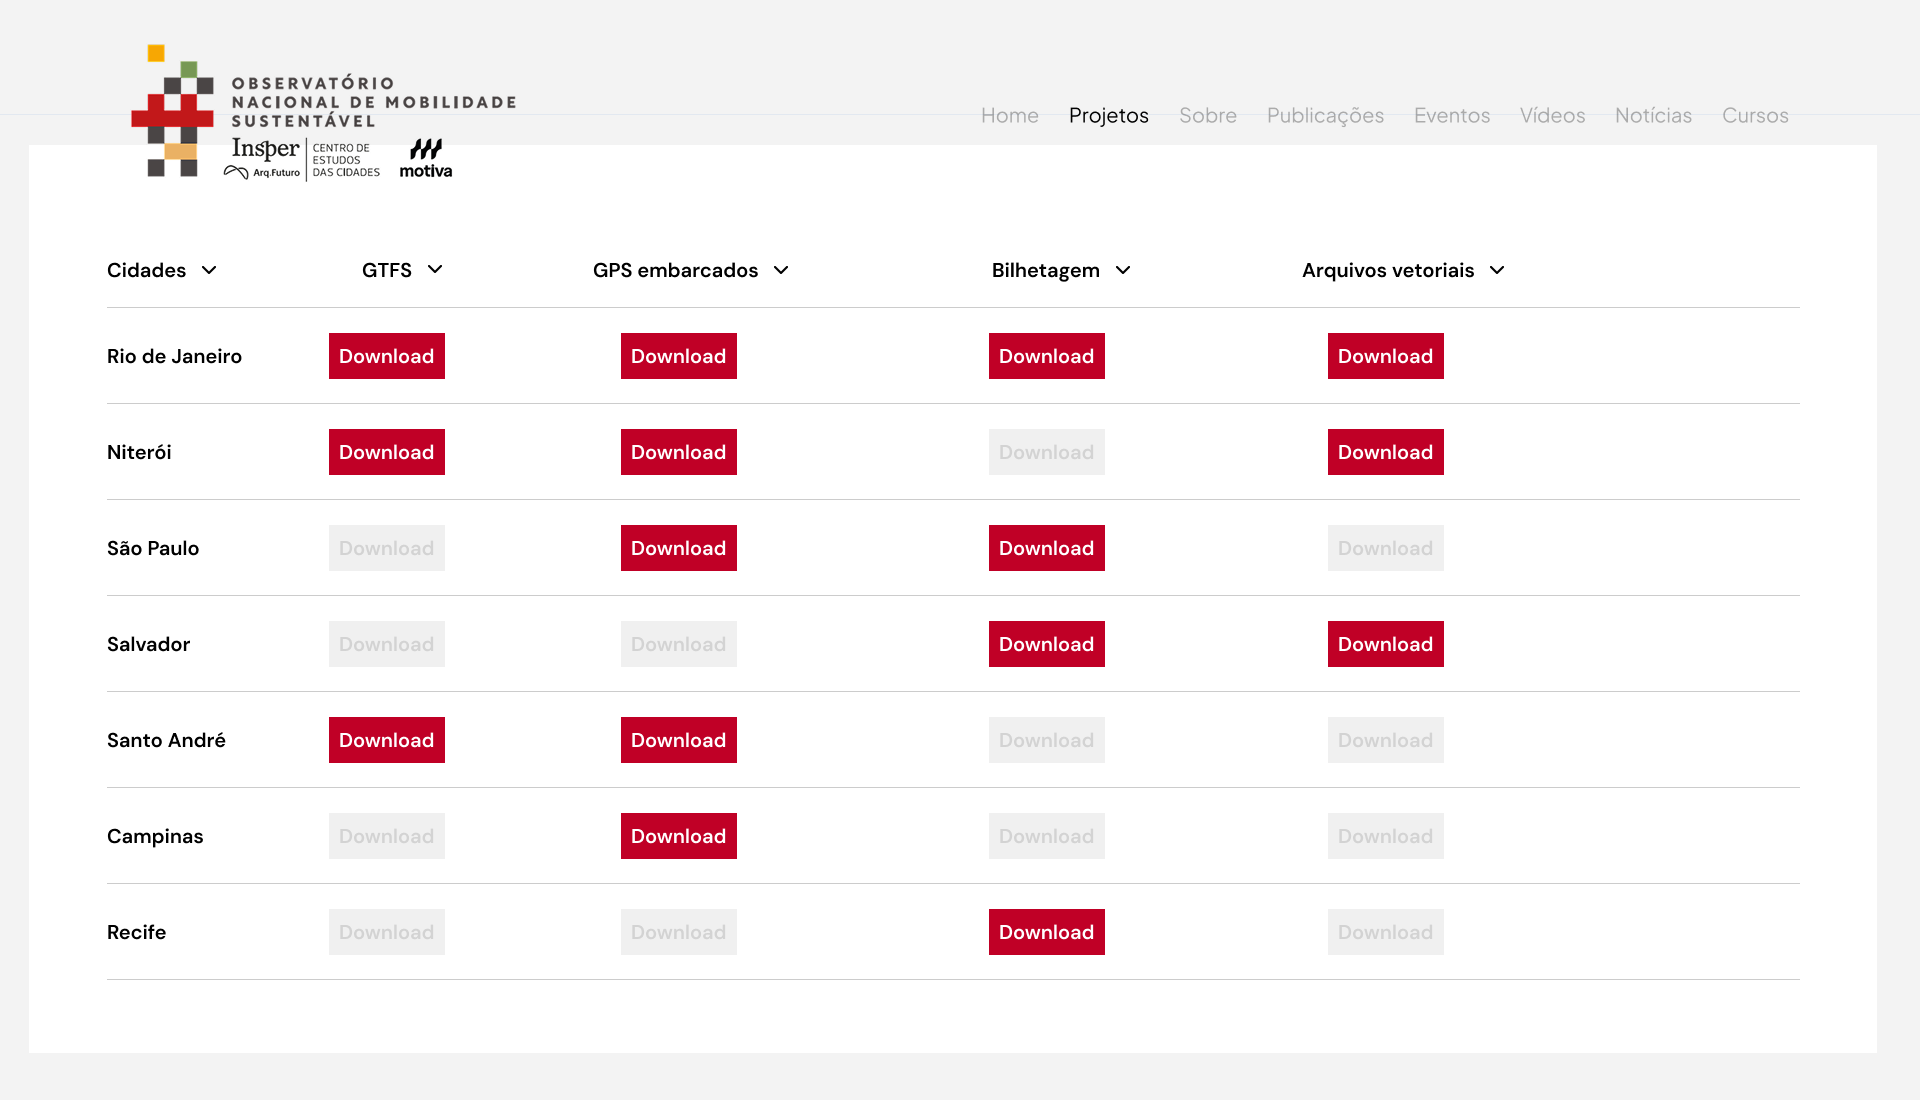 OBSERVATÓRIO
NACIONAL DE MOBILIDADE
SUSTENTÁVEL
Insper
Arq.Futuro
CENTRO DE
ESTUDOS
DAS CIDADES
motiva
Home Projetos Sobre Publicações Eventos Vídeos Notícias Cursos
Cidades GTFS GPS embarcados Bilhetagem Arquivos vetoriais
Rio de Janeiro Download Download Download Download
Niterói Download Download Download Download
São Paulo Download Download Download Download
Salvador Download Download Download Download
Santo André Download Download Download Download
Campinas Download Download Download Download
Recife Download Download Download Download